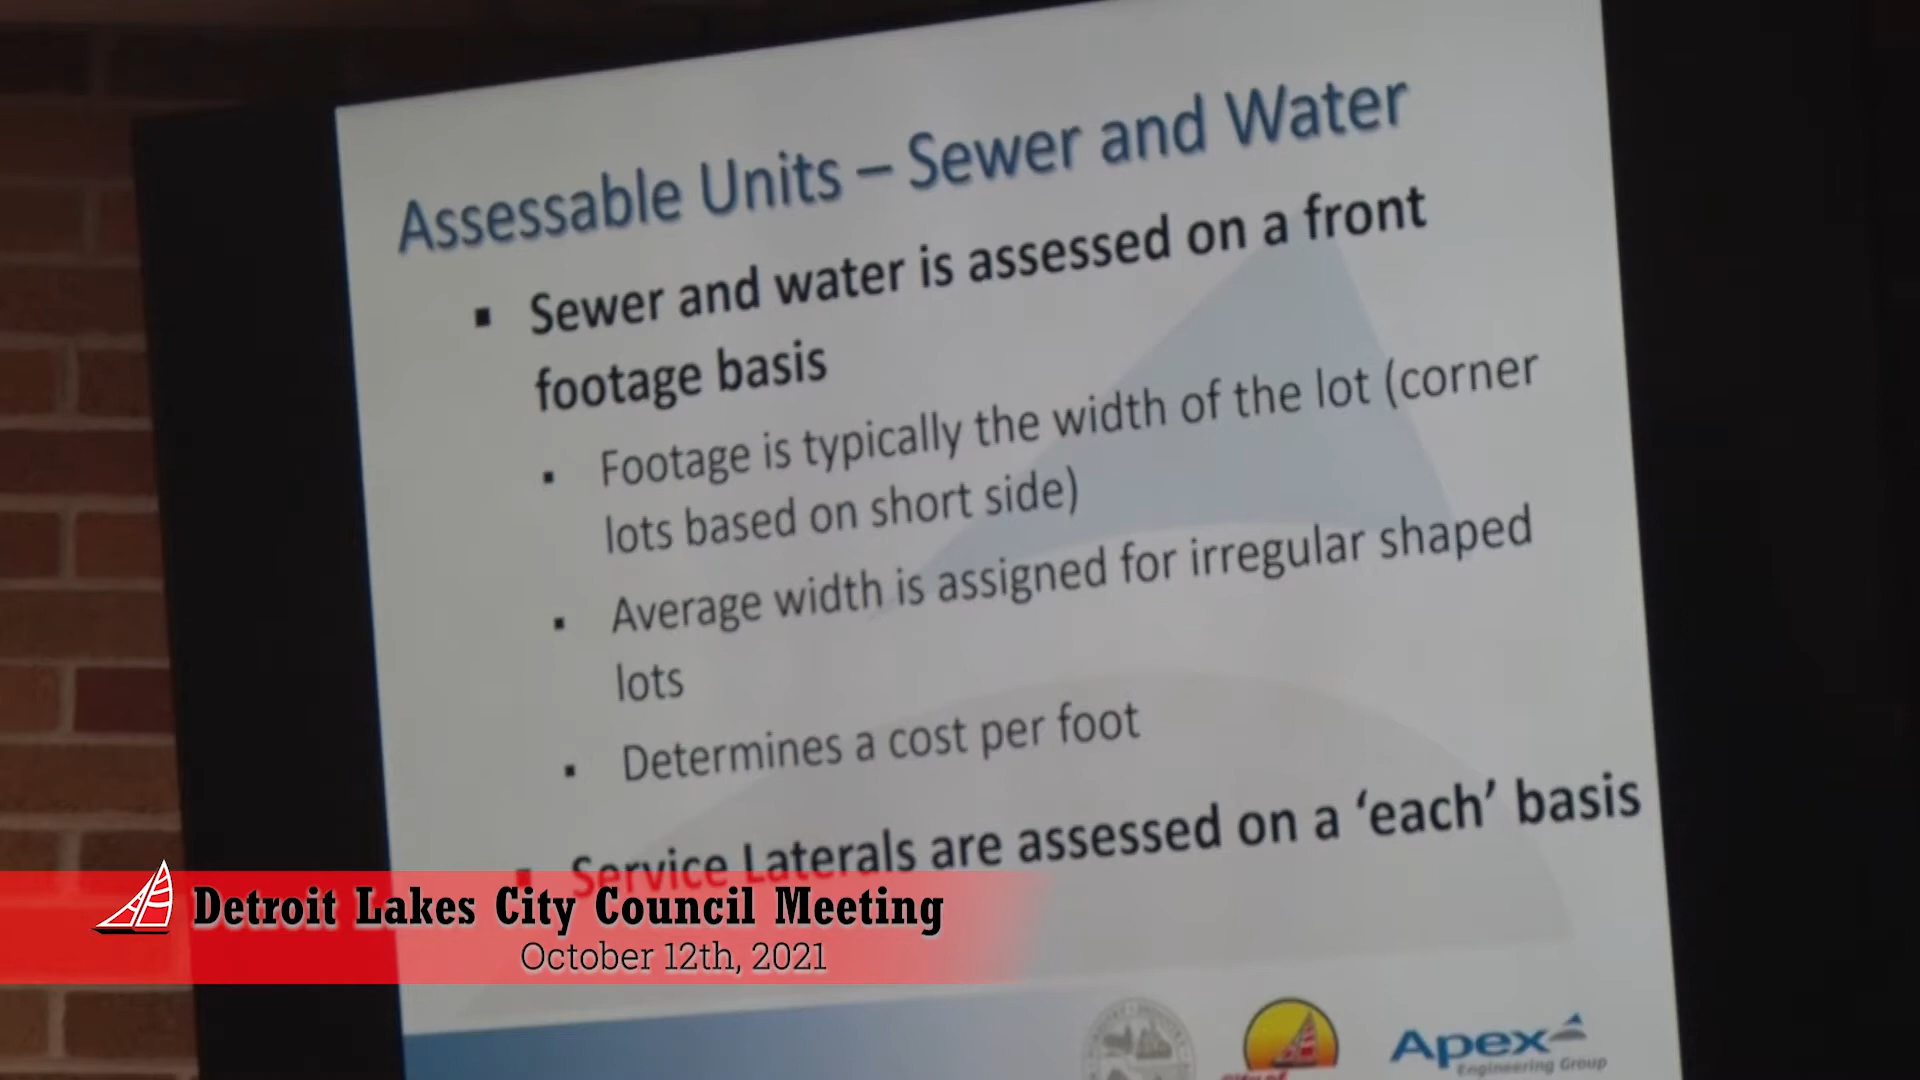 Assessable Units – Sewer and Water
▪ Sewer and water is assessed on a front
footage basis
▪ Footage is typically the width of the lot (corner
lots based on short side)
▪ Average width is assigned for irregular shaped
lots
▪ Determines a cost per foot
▪ Service Laterals are assessed on a ‘each’ basis
Detroit Lakes City Council Meeting
October 12th, 2021
City of
Apex
Engineering Group